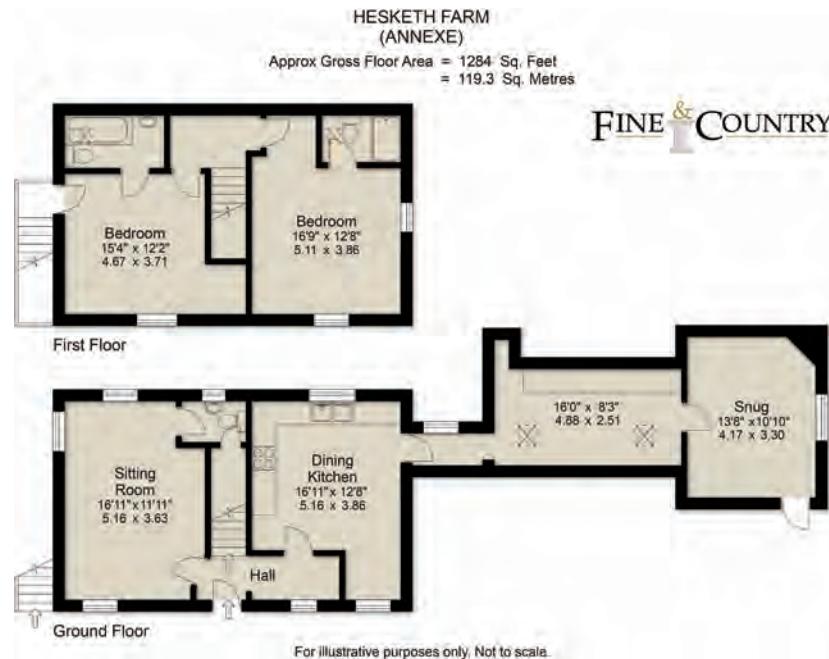 HESKETH FARM
(ANNEXE)
Approx Gross Floor Area = 1284 Sq. Feet
= 119.3 Sq. Metres
FINE & COUNTRY
Bedroom
15'4" x 12'2"
4.67 x 3.71
Bedroom
16'9" x 12'8"
5.11 x 3.86
First Floor
Sitting
Room
16'11" x 11'11"
5.16 x 3.63
Dining
Kitchen
16'11" x 12'8"
5.16 x 3.86
16'0" x 8'3"
4.88 x 2.51
Snug
13'8" x10'10"
4.17 x 3.30
Hall
Ground Floor
For illustrative purposes only. Not to scale.